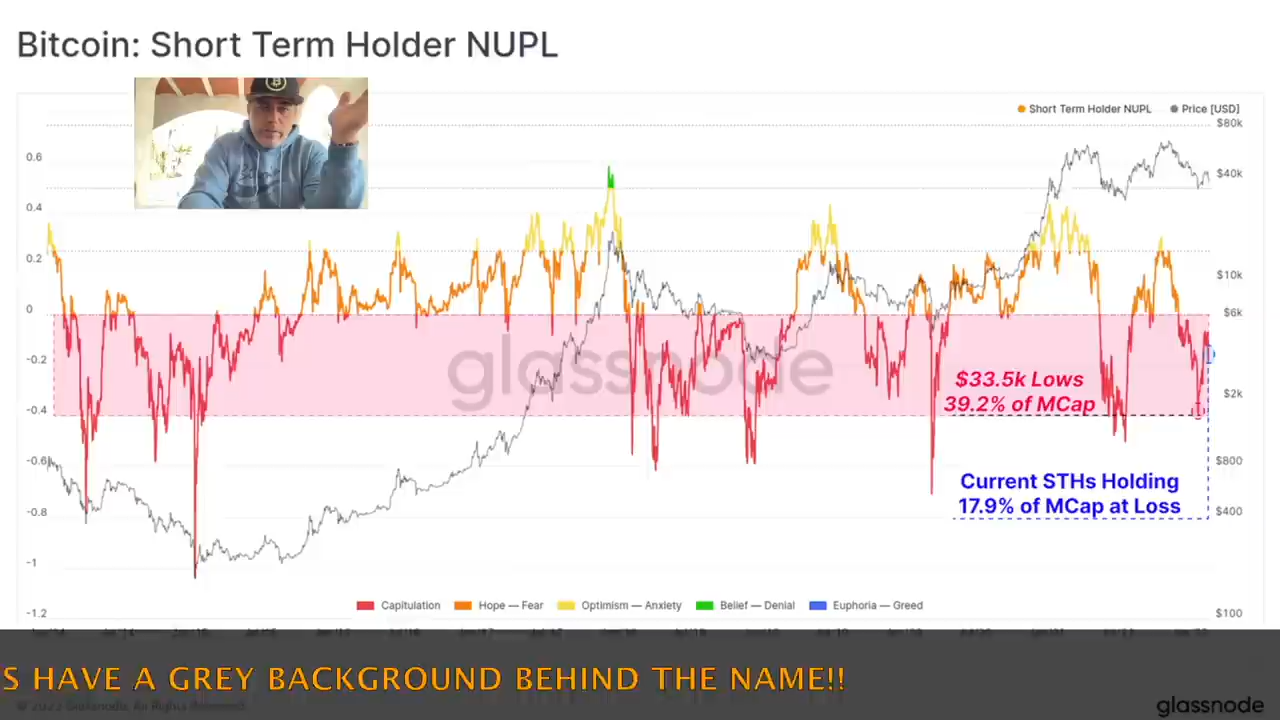 Bitcoin: Short Term Holder NUPL
Short Term Holder NUPL
Price [USD]
0.6
0.4
0.2
0
-0.2
-0.4
-0.6
-0.8
-1
-1.2
$80k
$40k
$10k
$6k
$2k
$800
$400
$100
glassnode
$33.5k Lows
39.2% of MCap
Current STHs Holding
17.9% of MCap at Loss
Capitulation
Hope — Fear
Optimism — Anxiety
Belief — Denial
Euphoria — Greed
S HAVE A GREY BACKGROUND BEHIND THE NAME!!
glassnode